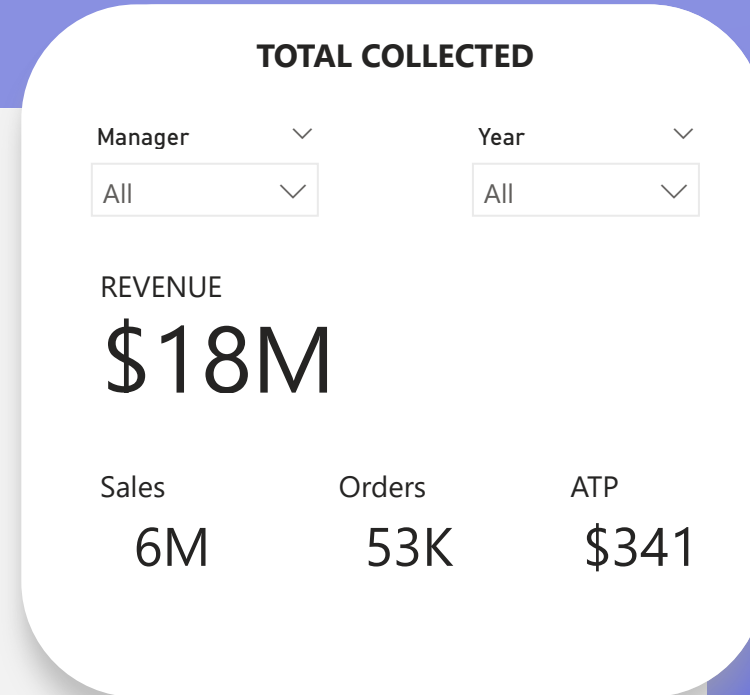 TOTAL COLLECTED
Manager Year
All All
REVENUE
$18M
Sales Orders ATP
6M 53K $341